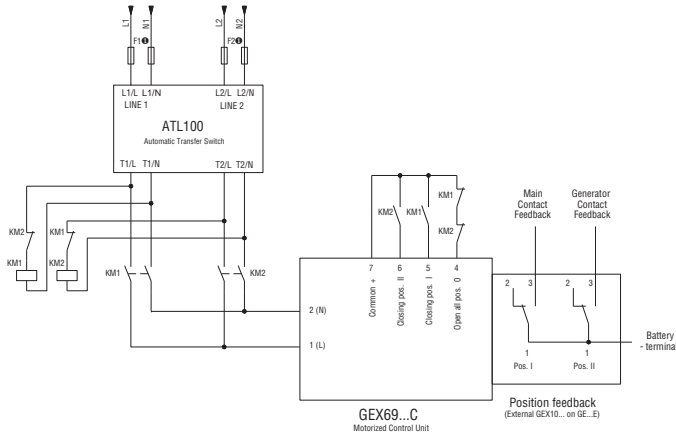 L1 N1 L2 N2
F1❶ F2❶
L1/L L1/N L2/L L2/N
LINE 1 LINE 2
ATL100
Automatic Transfer Switch
T1/L T1/N T2/L T2/N
KM2 KM1
KM1 KM2
KM1 KM2
KM1
KM2 KM1
KM2
7 6 5 4
Common +
Closing pos. II
Closing pos. I
Open all pos. 0
2 (N)
1 (L)
GEX69...C
Motorized Control Unit
Main
Contact
Feedback
Generator
Contact
Feedback
2 3 2 3
1 1
Pos. I Pos. II
Battery
- terminal
Position feedback
(External GEX10... on GE...E)